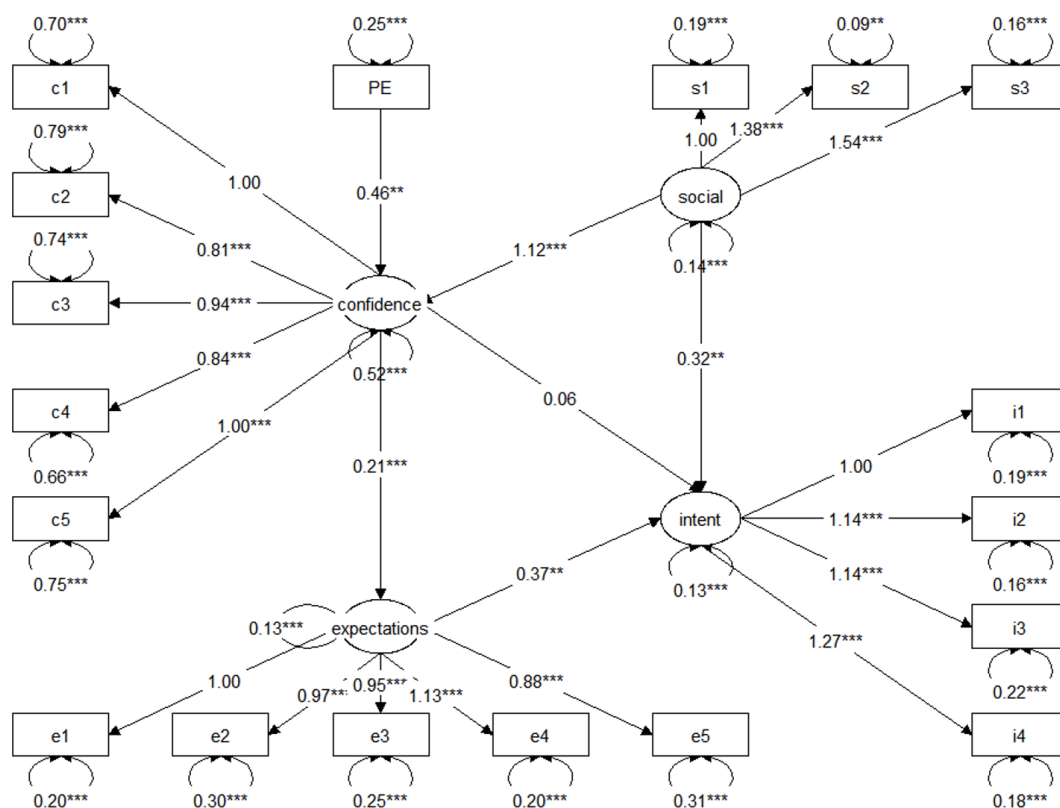 0.70***
0.25***
0.19***
0.09**
0.16***
c1
PE
s1
s2
s3
0.79***
1.00
1.38***
1.54***
c2
1.00
0.46**
social
0.74***
0.81***
1.12***
0.14***
c3
0.94***
confidence
0.84***
0.52***
0.32**
c4
1.00***
0.06
i1
0.66***
0.21***
1.00
0.19***
c5
intent
1.14***
i2
0.75***
0.37**
0.13***
1.14***
0.16***
0.13***
expectations
1.27***
i3
1.00
0.97***
0.95***
1.13***
0.88***
0.22***
e1
e2
e3
e4
e5
i4
0.20***
0.30***
0.25***
0.20***
0.31***
0.18***